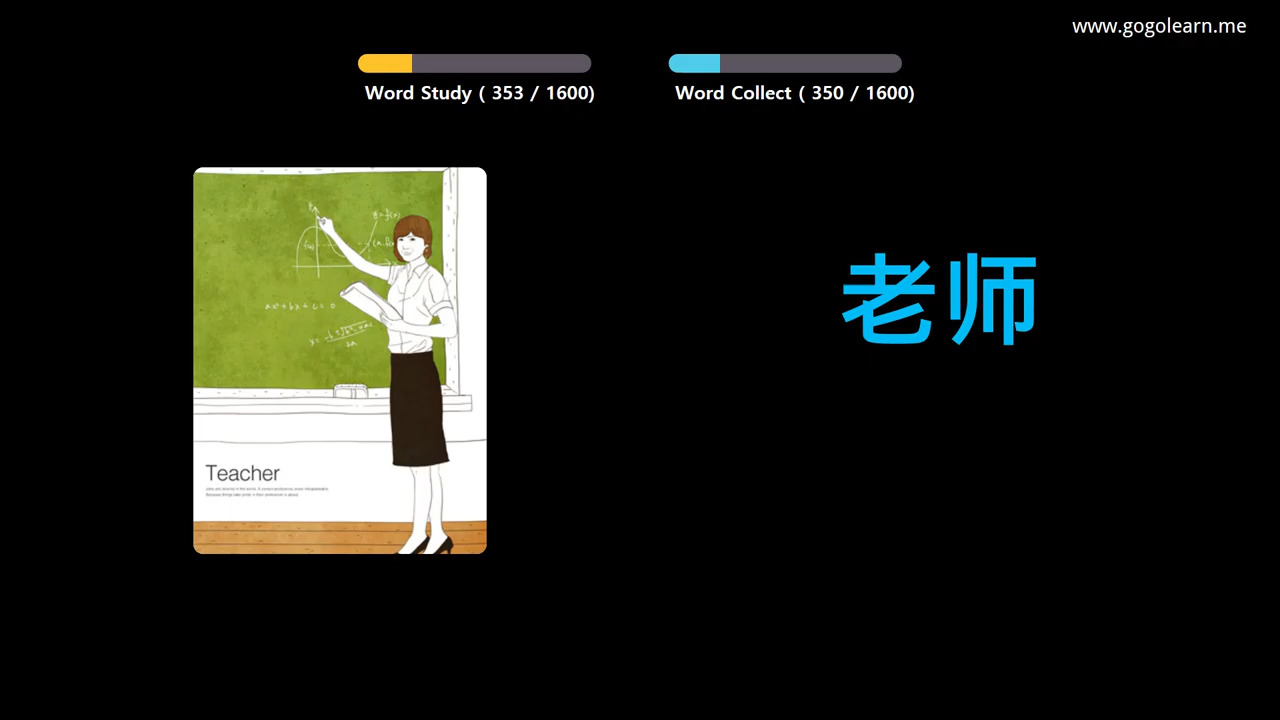 www.gogolearn.me
Word Study ( 353 / 1600)
Word Collect ( 350 / 1600)
老师
Teacher